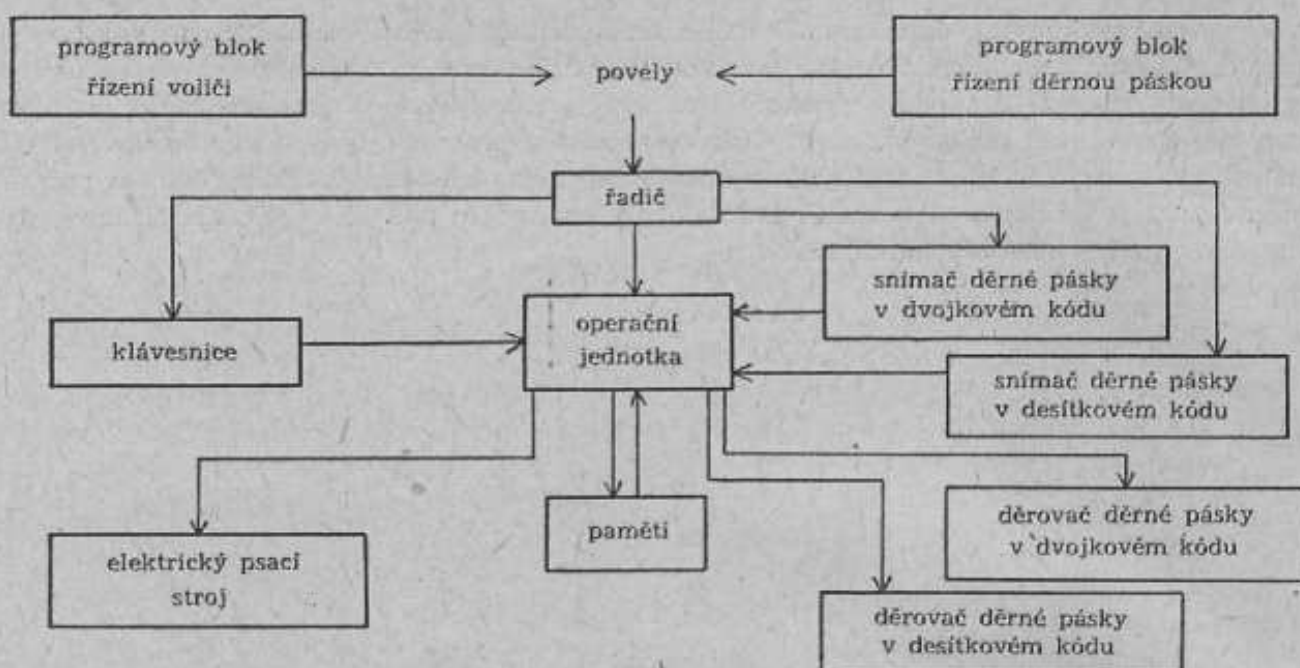 programový blok
řízení voliči
povely
programový blok
řízení děrnou páskou
řadič
snímač děrné pásky
v dvojkovém kódu
operační
jednotka
klávesnice
snímač děrné pásky
v desítkovém kódu
paměti
děrovač děrné pásky
v dvojkovém kódu
elektrický psací
stroj
děrovač děrné pásky
v desítkovém kódu